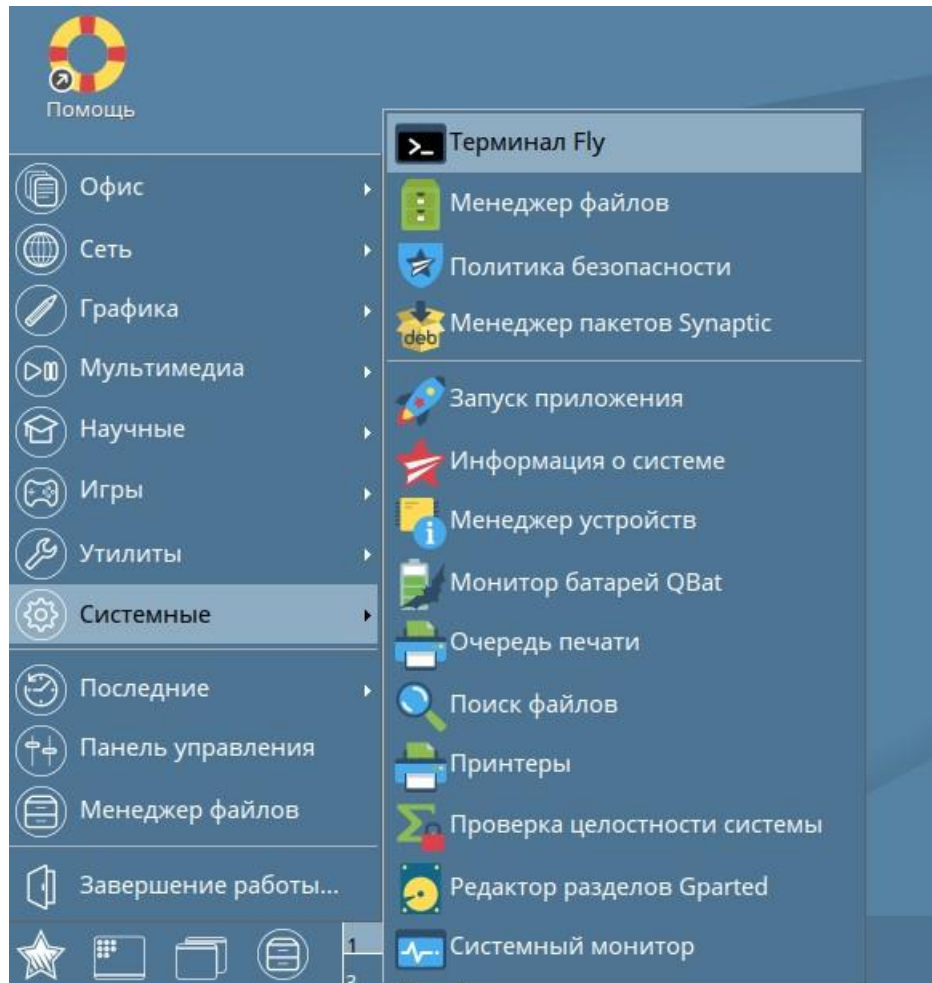 Помощь
Офис
Сеть
Графика
Мультимедиа
Научные
Игры
Утилиты
Системные
Последние
Панель управления
Менеджер файлов
Завершение работы...
Терминал Fly
Менеджер файлов
Политика безопасности
deb
Менеджер пакетов Synaptic
Запуск приложения
Информация о системе
Менеджер устройств
Монитор батарей QBat
Очередь печати
Поиск файлов
Принтеры
Проверка целостности системы
Редактор разделов Gparted
Системный монитор
1